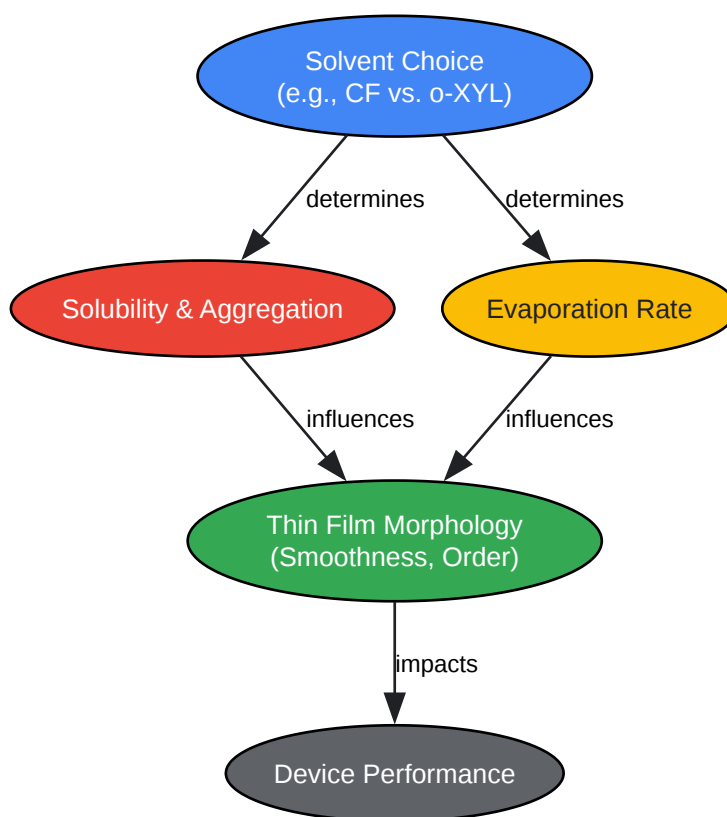 Solvent Choice
(e.g., CF vs. o-XYL)
determines
determines
Solubility & Aggregation
Evaporation Rate
influences
influences
Thin Film Morphology
(Smoothness, Order)
impacts
Device Performance